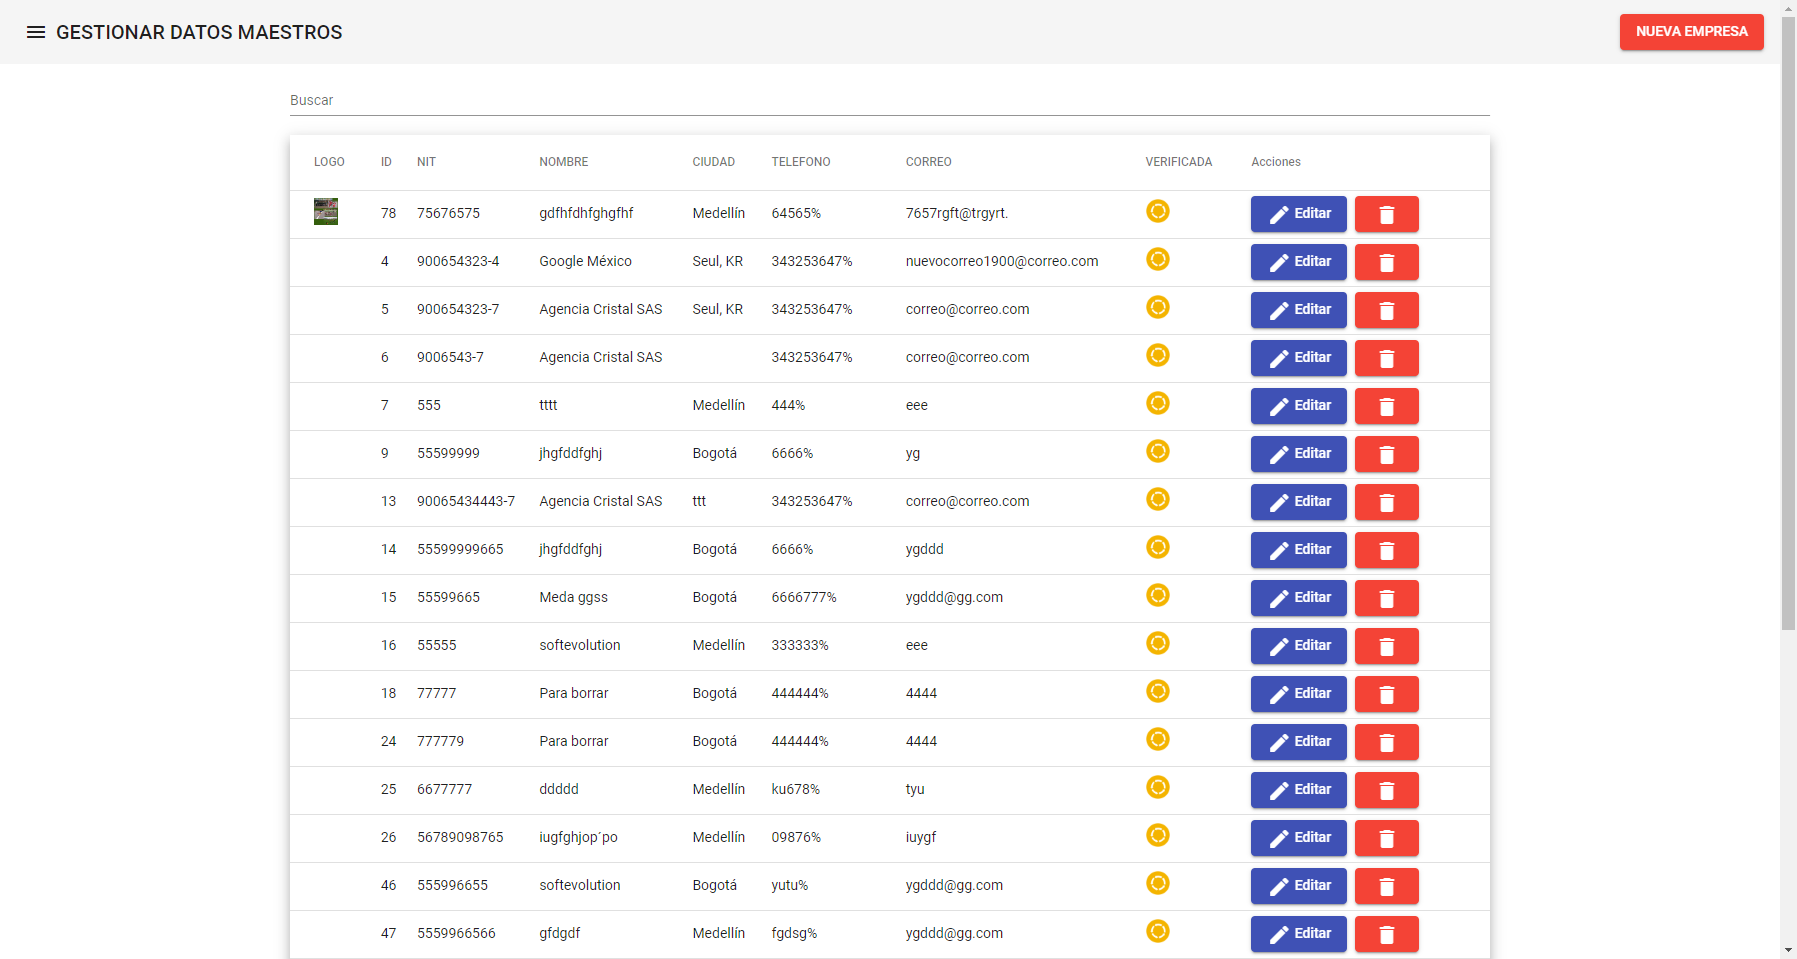 GESTIONAR DATOS MAESTROS NUEVA EMPRESA
Buscar
LOGO ID NIT NOMBRE CIUDAD TELEFONO CORREO VERIFICADA Acciones
78 75676575 gdfhfdhfghgfhf Medellín 64565% 7657rgft@trgyrt. Editar
4 900654323-4 Google México Seul, KR 343253647% nuevocorreo1900@correo.com Editar
5 900654323-7 Agencia Cristal SAS Seul, KR 343253647% correo@correo.com Editar
6 9006543-7 Agencia Cristal SAS 343253647% correo@correo.com Editar
7 555 tttt Medellín 444% eee Editar
9 55599999 jhgfddfghj Bogotá 6666% yg Editar
13 90065434443-7 Agencia Cristal SAS ttt 343253647% correo@correo.com Editar
14 55599999665 jhgfddfghj Bogotá 6666% ygddd Editar
15 55599665 Meda ggss Bogotá 6666777% ygddd@gg.com Editar
16 55555 softevolution Medellín 333333% eee Editar
18 77777 Para borrar Bogotá 444444% 4444 Editar
24 777779 Para borrar Bogotá 444444% 4444 Editar
25 6677777 ddddd Medellín ku678% tyu Editar
26 56789098765 iugfghjop´po Medellín 09876% iuygf Editar
46 555996655 softevolution Bogotá yutu% ygddd@gg.com Editar
47 5559966566 gfdgdf Medellín fgdsg% ygddd@gg.com Editar